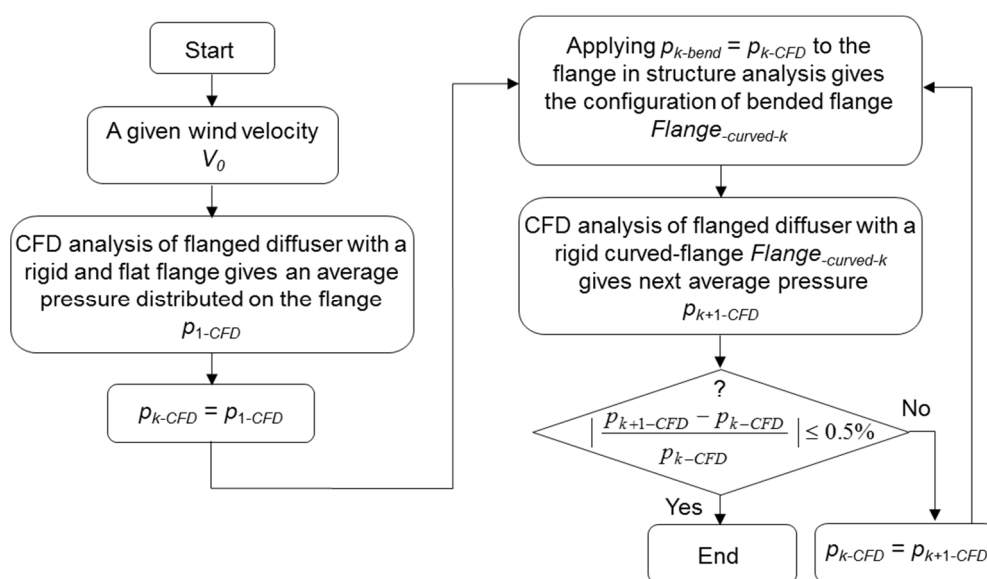 Start
A given wind velocity
V0
CFD analysis of flanged diffuser with a
rigid and flat flange gives an average
pressure distributed on the flange
p1-CFD
pk-CFD = p1-CFD
Applying pk-bend = pk-CFD to the
flange in structure analysis gives
the configuration of bended flange
Flange-curved-k
CFD analysis of flanged diffuser with a
rigid curved-flange Flange-curved-k
gives next average pressure
pk+1-CFD
?
| (pk+1-CFD − pk-CFD) / pk-CFD | ≤ 0.5%
No
Yes
End
pk-CFD = pk+1-CFD